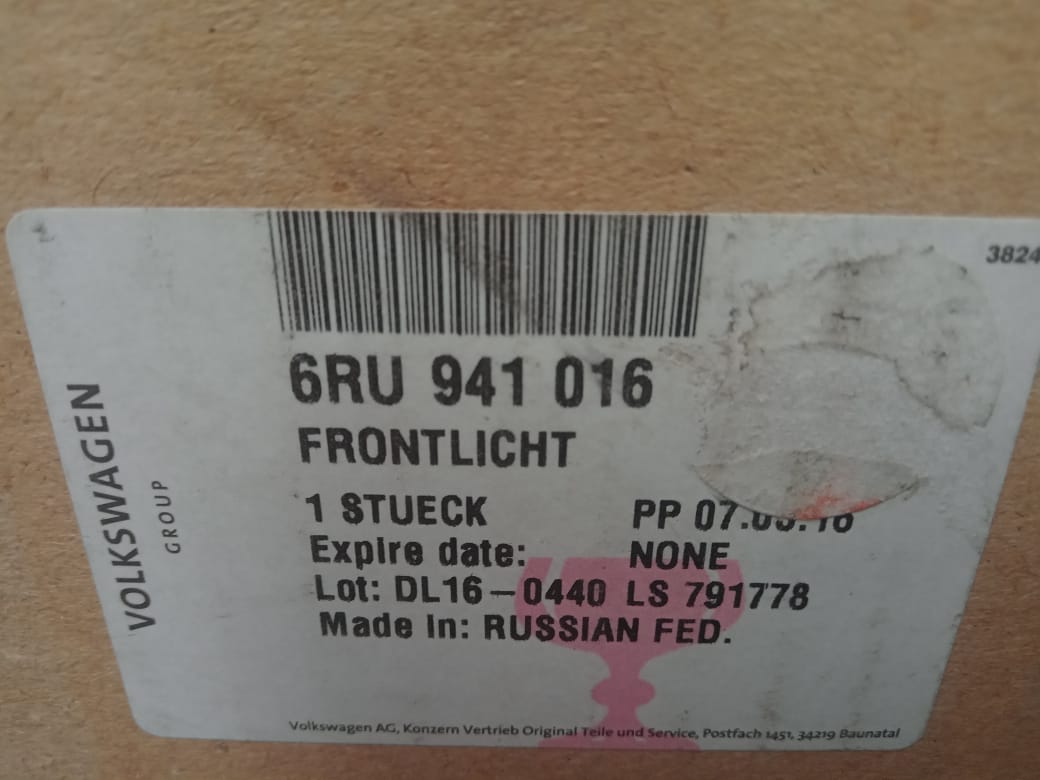 3824
6RU 941 016
FRONTLICHT
1 STUECK
PP
Expire date: NONE
Lot: DL16-0440 LS 791778
Made In: RUSSIAN FED.
VOLKSWAGEN
GROUP
Volkswagen AG, Konzern Vertrieb Original Teile und Service, Postfach 1451, 34219 Baunatal